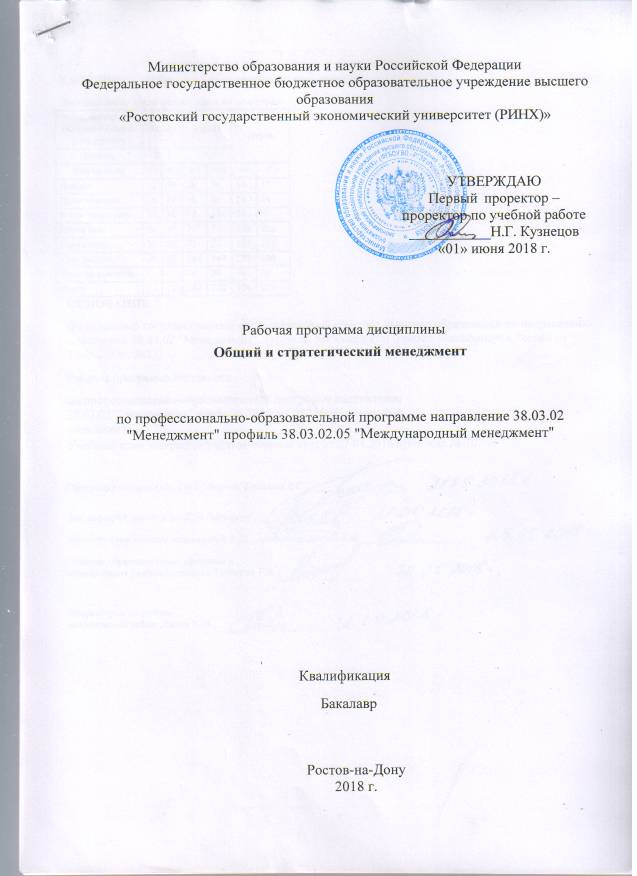 Министерство образования и науки Российской Федерации
Федеральное государственное бюджетное образовательное учреждение высшего
образования
«Ростовский государственный экономический университет (РИНХ)»
УТВЕРЖДАЮ
Первый проректор –
проректор по учебной работе
Н.Г. Кузнецов
«01» июня 2018 г.
Рабочая программа дисциплины
Общий и стратегический менеджмент
по профессионально-образовательной программе направление 38.03.02
"Менеджмент" профиль 38.03.02.05 "Международный менеджмент"
Квалификация
Бакалавр
Ростов-на-Дону
2018 г.